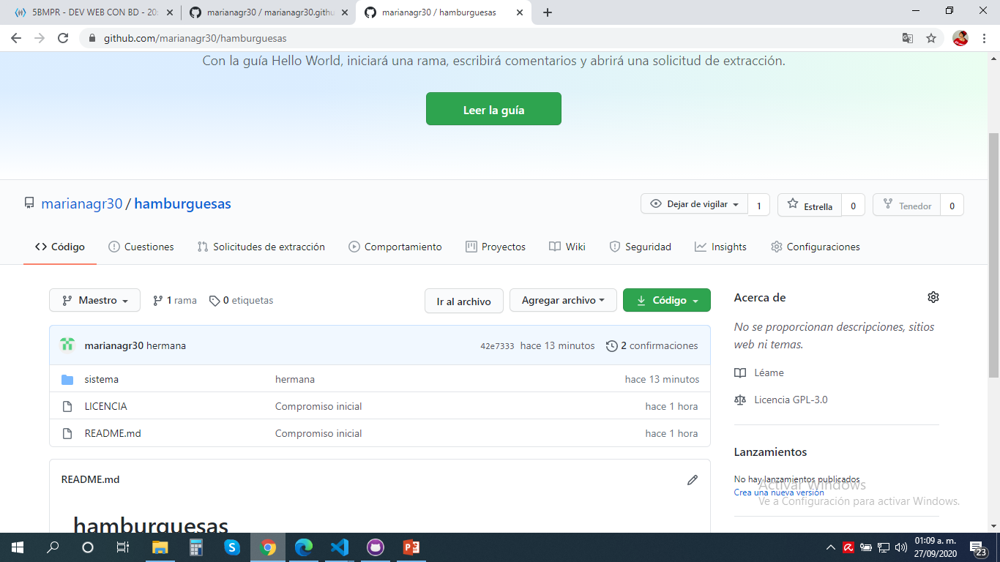 5BMPR - DEV WEB CON BD - 20
marianagr30 / marianagr30.githu
marianagr30 / hamburguesas
github.com/marianagr30/hamburguesas
Con la guía Hello World, iniciará una rama, escribirá comentarios y abrirá una solicitud de extracción.
Leer la guía
marianagr30 / hamburguesas
Dejar de vigilar 1
Estrella 0
Tenedor 0
Código
Cuestiones
Solicitudes de extracción
Comportamiento
Proyectos
Wiki
Seguridad
Insights
Configuraciones
Maestro
1 rama
0 etiquetas
Ir al archivo
Agregar archivo
Código
marianagr30 hermana 42e7333 hace 13 minutos 2 confirmaciones
sistema hermana hace 13 minutos
LICENCIA Compromiso inicial hace 1 hora
README.md Compromiso inicial hace 1 hora
README.md
hamburguesas
Acerca de
No se proporcionan descripciones, sitios
web ni temas.
Léame
Licencia GPL-3.0
Lanzamientos
No hay lanzamientos publicados
Crea una nueva versión
Activar Windows
Ve a Configuración para activar Windows.
01:09 a. m.
27/09/2020
23